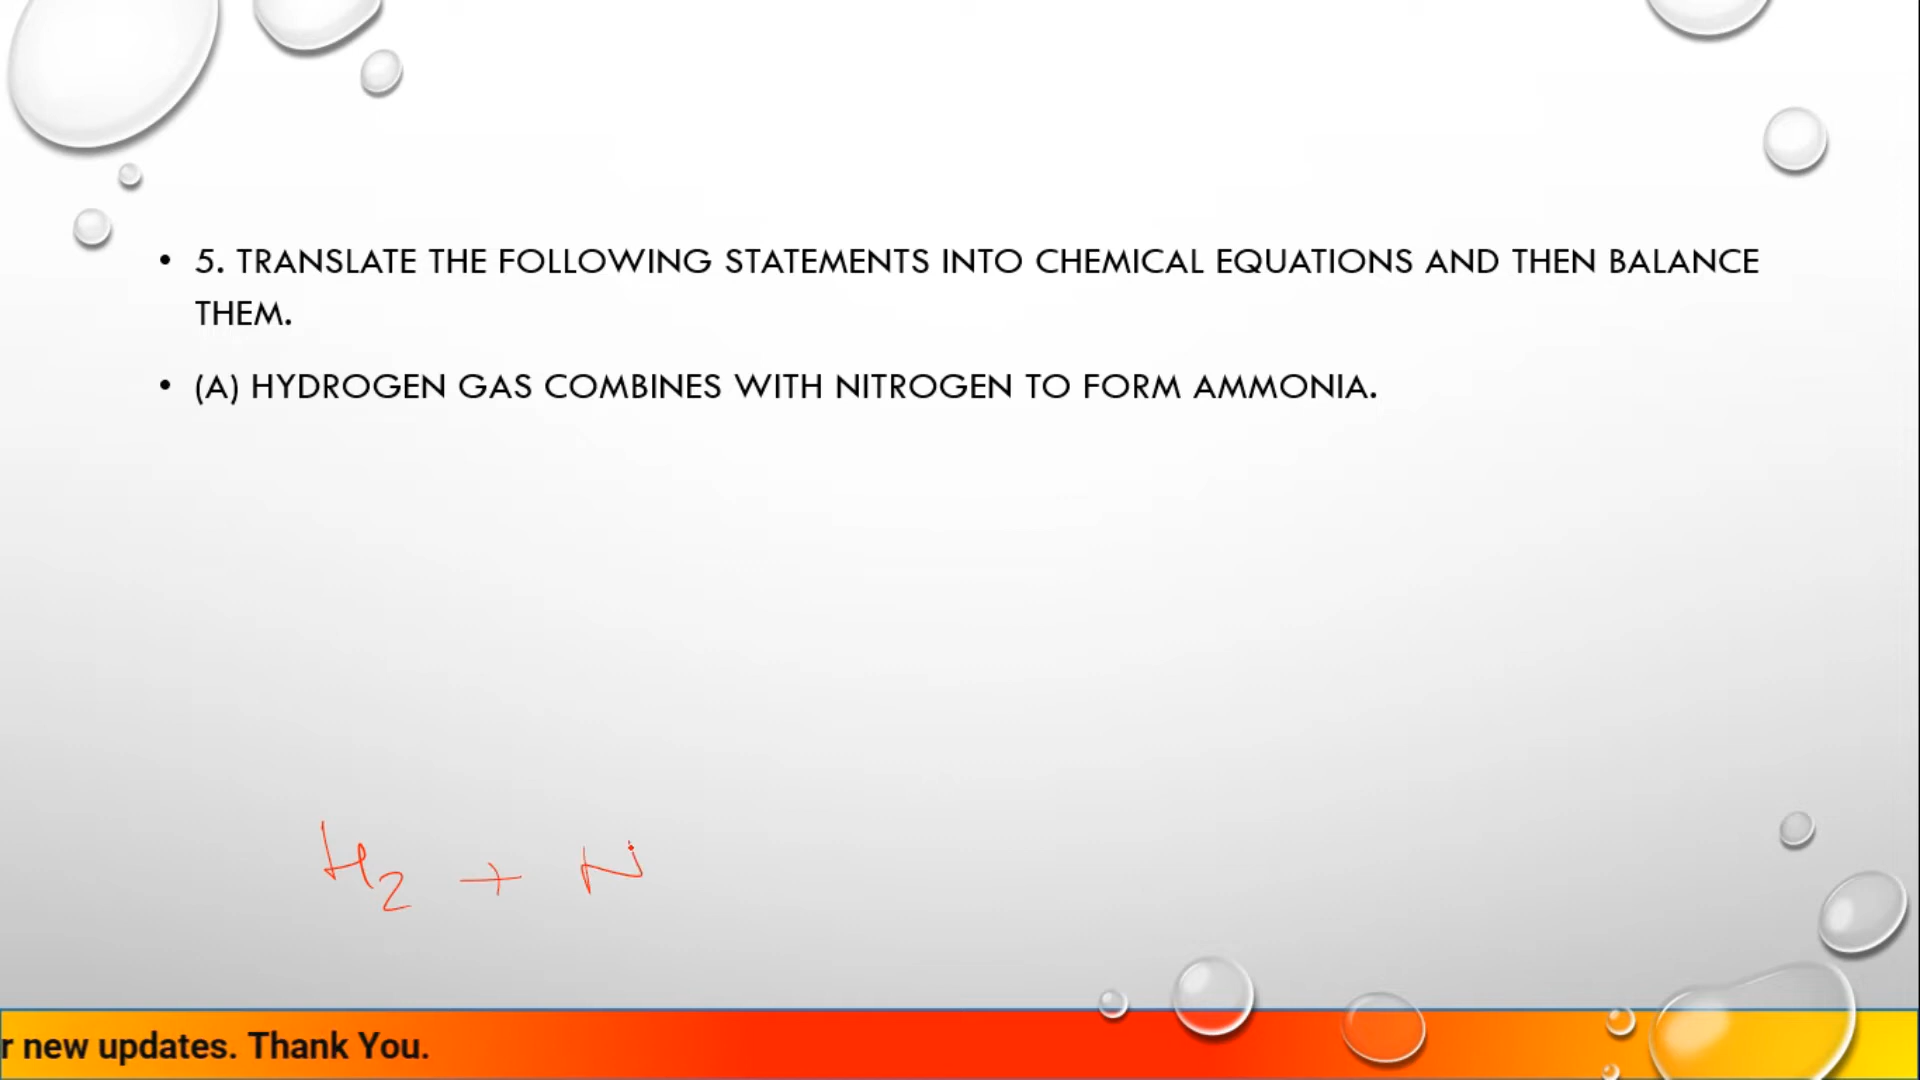 • 5. TRANSLATE THE FOLLOWING STATEMENTS INTO CHEMICAL EQUATIONS AND THEN BALANCE
THEM.
• (A) HYDROGEN GAS COMBINES WITH NITROGEN TO FORM AMMONIA.
H₂ + N
r new updates. Thank You.